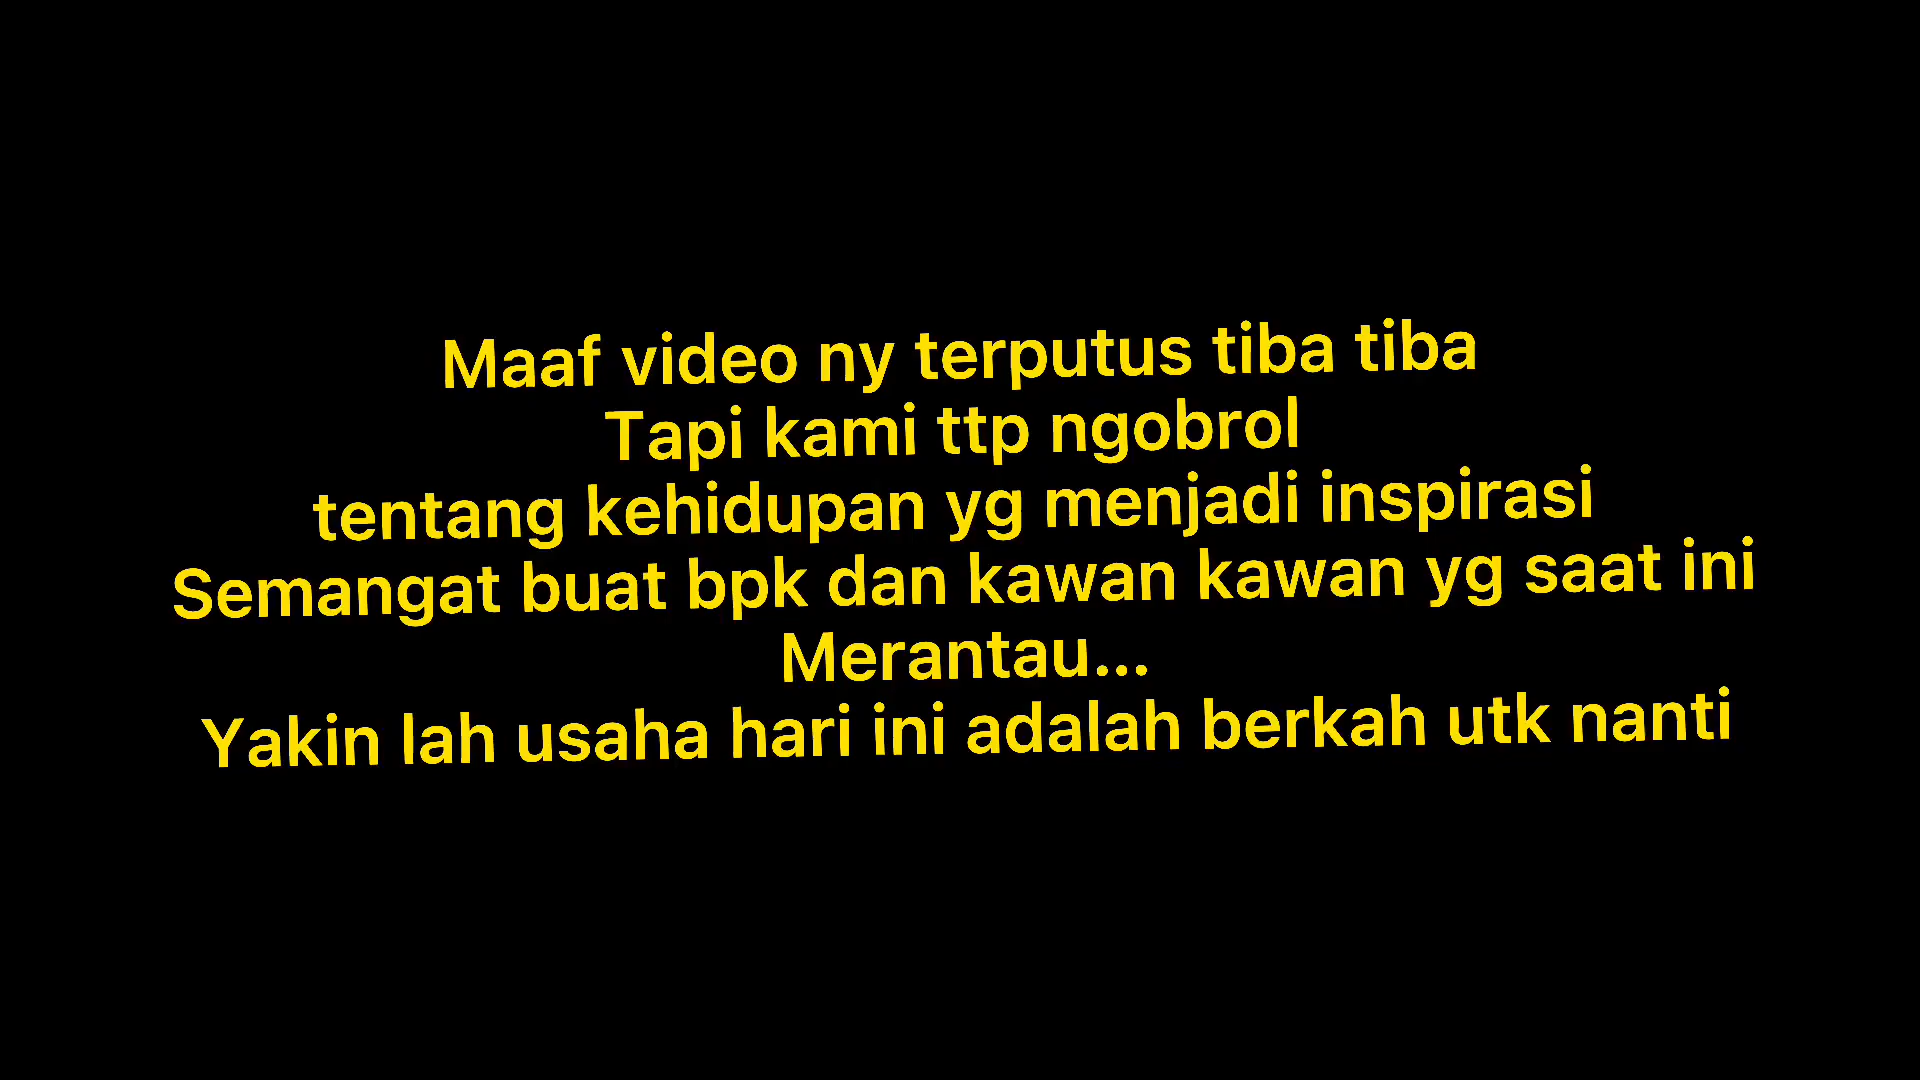 Maaf video ny terputus tiba tiba
Tapi kami ttp ngobrol
tentang kehidupan yg menjadi inspirasi
Semangat buat bpk dan kawan kawan yg saat ini
Merantau...
Yakin lah usaha hari ini adalah berkah utk nanti